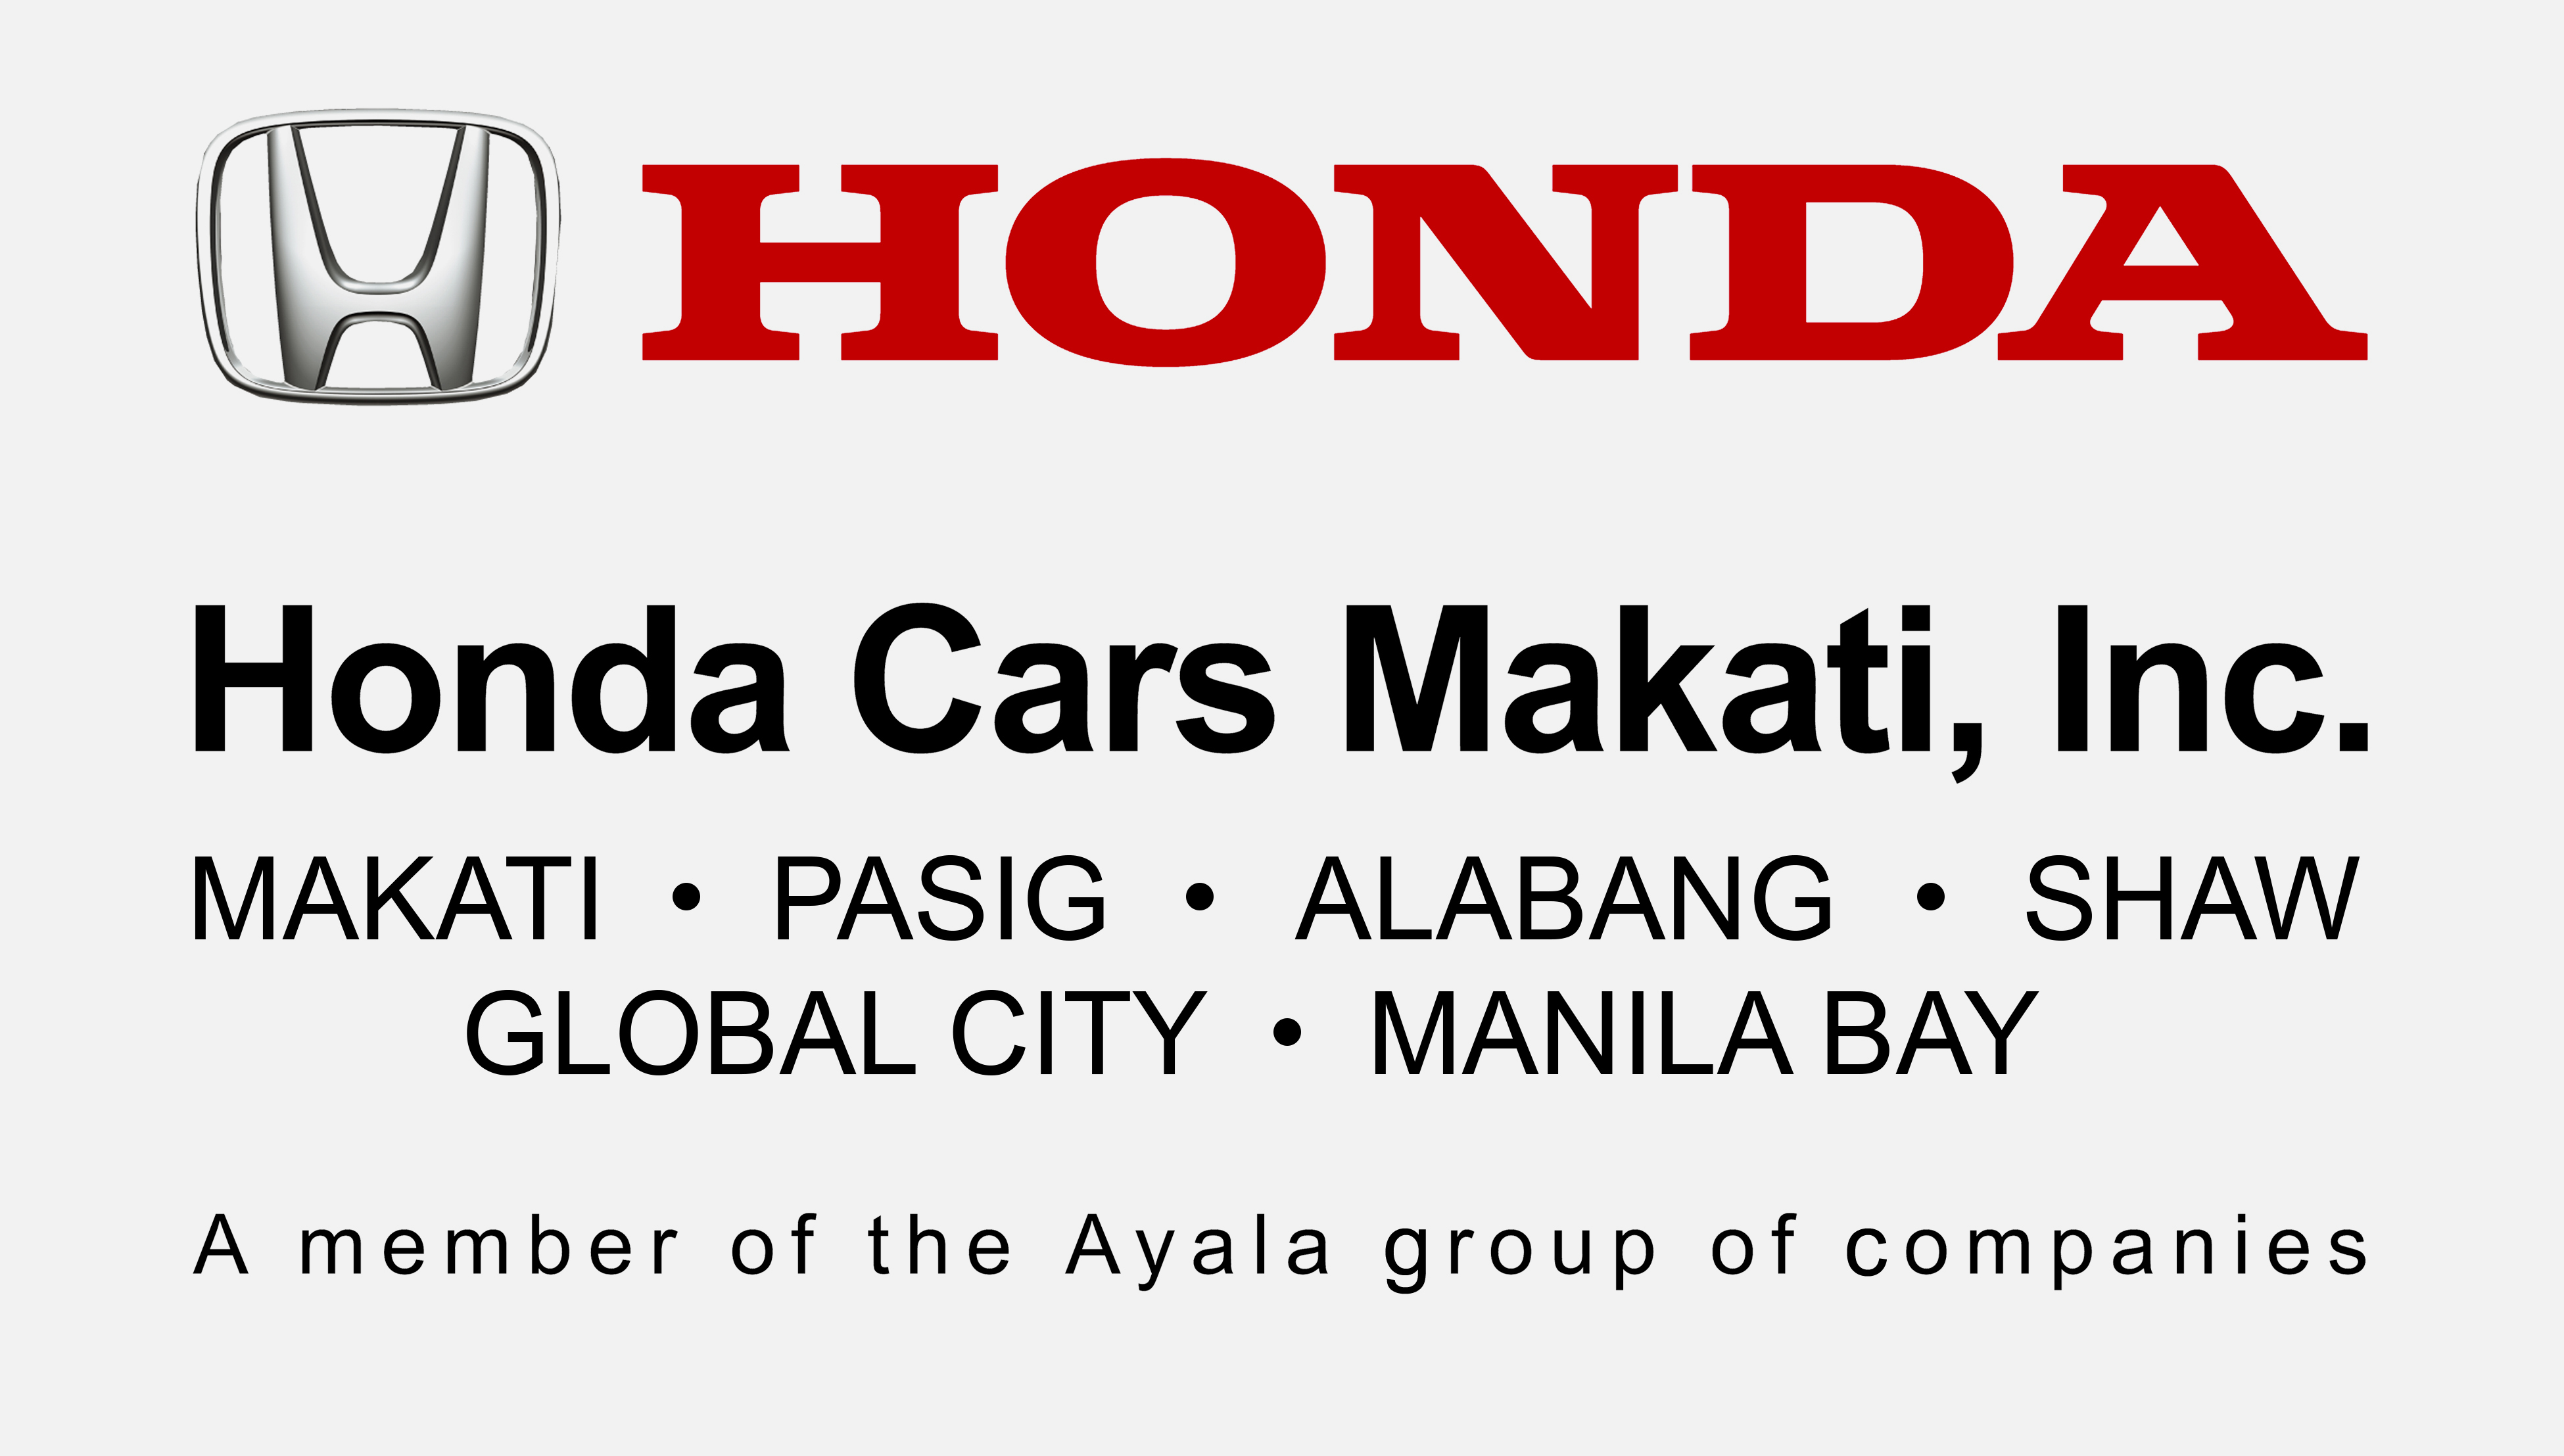 HONDA
Honda Cars Makati, Inc.
MAKATI • PASIG • ALABANG • SHAW
GLOBAL CITY • MANILA BAY
A member of the Ayala group of companies